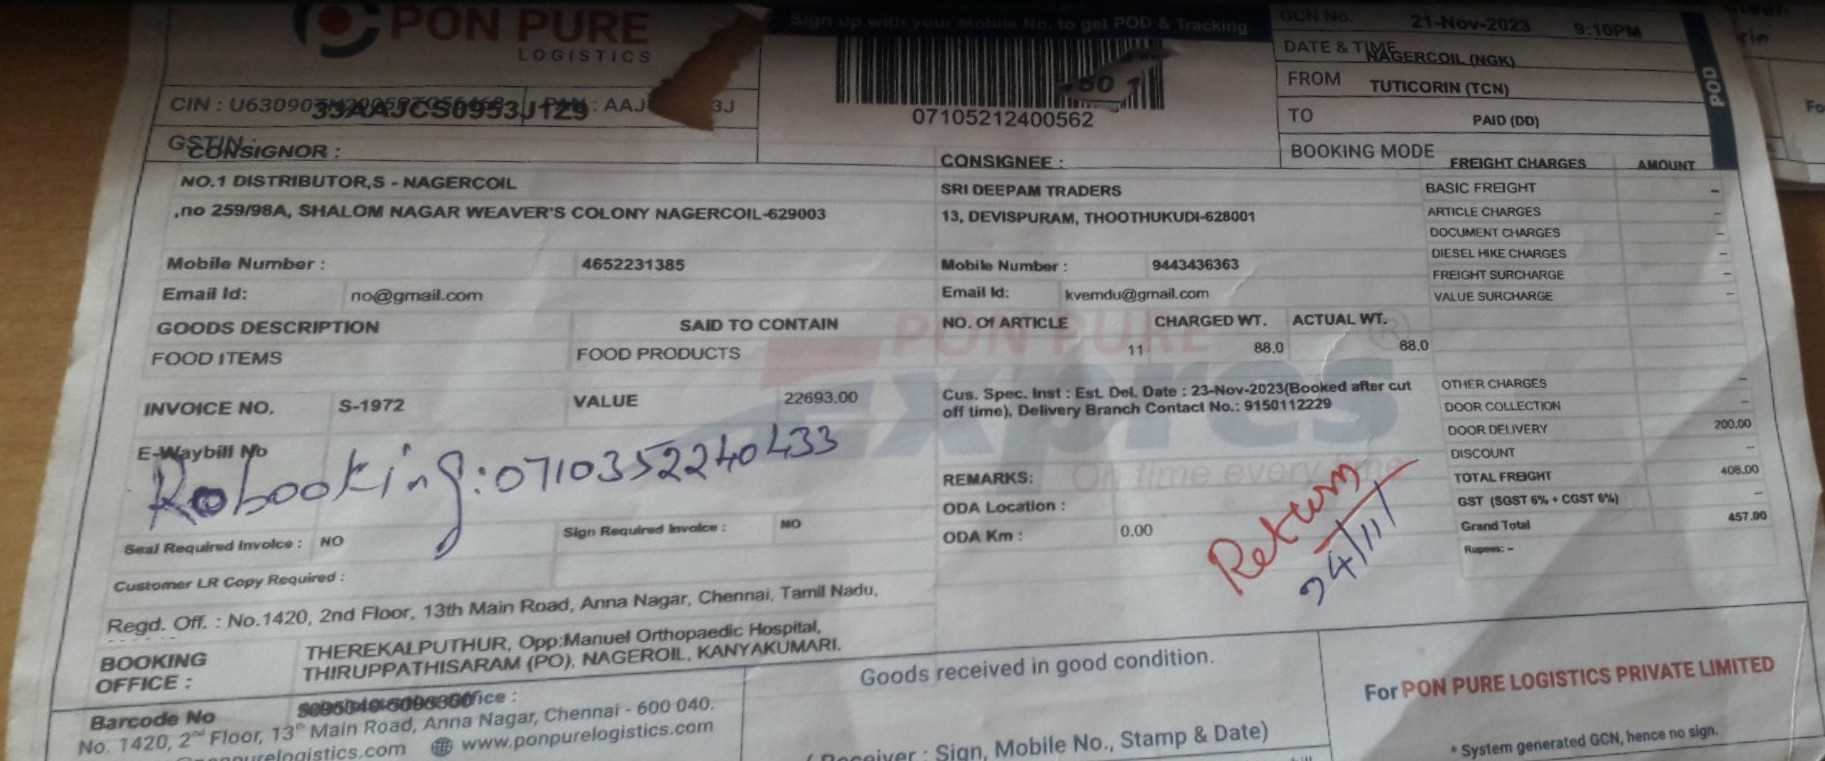 PON PURE
LOGISTICS
Sign up with your Mobile No. to get POD & Tracking
GCN No.
21-Nov-2023 9:10PM
DATE & TIME
NAGERCOIL (NGK)
FROM
TUTICORIN (TCN)
TO
PAID (DD)
BOOKING MODE
POD
07105212400562
CIN :
33AAJCS0953J1Z9
GSTIN :
CONSIGNOR :
NO.1 DISTRIBUTOR,S - NAGERCOIL
,no 259/98A, SHALOM NAGAR WEAVER'S COLONY NAGERCOIL-629003
Mobile Number : 4652231385
Email Id: no@gmail.com
CONSIGNEE :
SRI DEEPAM TRADERS
13, DEVISPURAM, THOOTHUKUDI-628001
Mobile Number : 9443436363
Email Id: kvemdu@gmail.com
FREIGHT CHARGES AMOUNT
BASIC FREIGHT –
ARTICLE CHARGES –
DOCUMENT CHARGES –
DIESEL HIKE CHARGES –
FREIGHT SURCHARGE –
VALUE SURCHARGE –
GOODS DESCRIPTION SAID TO CONTAIN
FOOD ITEMS FOOD PRODUCTS
NO. Of ARTICLE CHARGED WT. ACTUAL WT.
11 88.0 88.0
PON PURE
Expres
On time every time
INVOICE NO. S-1972 VALUE 22693.00
Cus. Spec. Inst : Est. Del. Date : 23-Nov-2023(Booked after cut
off time), Delivery Branch Contact No.: 9150112229
OTHER CHARGES –
DOOR COLLECTION –
DOOR DELIVERY 200.00
DISCOUNT –
TOTAL FREIGHT 408.00
GST (SGST 6% + CGST 6%) –
Grand Total 457.00
Rupees: –
E-Waybill No
Rebooking:0710352240433
REMARKS:
ODA Location :
ODA Km : 0.00
Return
24/11/
Seal Required Invoice : NO Sign Required Invoice : NO
Customer LR Copy Required :
Regd. Off. : No.1420, 2nd Floor, 13th Main Road, Anna Nagar, Chennai, Tamil Nadu,
BOOKING
OFFICE :
THEREKALPUTHUR, Opp:Manuel Orthopaedic Hospital,
THIRUPPATHISARAM (PO), NAGEROIL, KANYAKUMARI.
Barcode No
No. 1420, 2nd Floor, 13th Main Road, Anna Nagar, Chennai - 600 040.
www.ponpurelogistics.com
Goods received in good condition.
( Receiver : Sign, Mobile No., Stamp & Date)
For PON PURE LOGISTICS PRIVATE LIMITED
* System generated GCN, hence no sign.